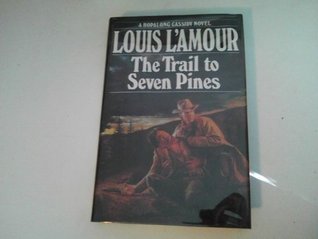 A HOPALONG CASSIDY NOVEL
LOUIS L'AMOUR
The Trail to
Seven Pines